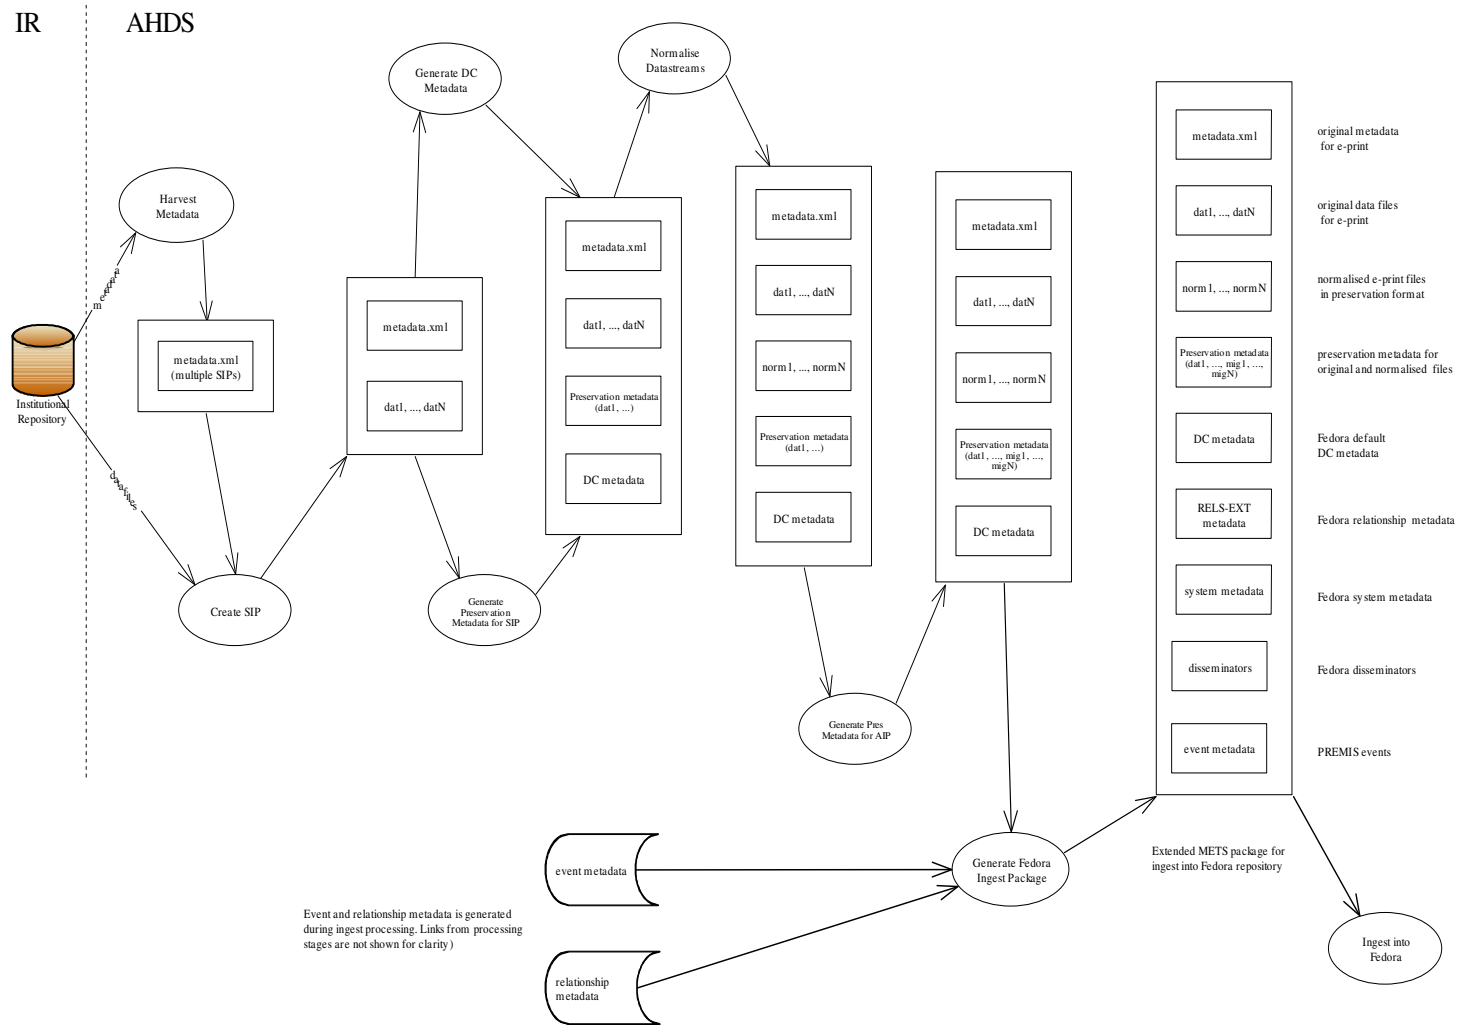 IR
AHDS
Harvest
Metadata
metadata
Institutional
Repository
data files
metadata.xml
(multiple SIPs)
Create SIP
metadata.xml
dat1, ..., datN
Generate DC
Metadata
Generate
Preservation
Metadata for SIP
metadata.xml
dat1, ..., datN
Preservation metadata
(dat1, ...)
DC metadata
Normalise
Datastreams
metadata.xml
dat1, ..., datN
norm1, ..., normN
Preservation metadata
(dat1, ...)
DC metadata
Generate Pres
Metadata for AIP
metadata.xml
dat1, ..., datN
norm1, ..., normN
Preservation metadata
(dat1, ..., mig1, ...,
migN)
DC metadata
event metadata
relationship
metadata
Event and relationship metadata is generated
during ingest processing. Links from processing
stages are not shown for clarity)
Generate Fedora
Ingest Package
metadata.xml
original metadata
for e-print
dat1, ..., datN
original data files
for e-print
norm1, ..., normN
normalised e-print files
in preservation format
Preservation metadata
(dat1, ..., mig1, ...,
migN)
preservation metadata for
original and normalised files
DC metadata
Fedora default
DC metadata
RELS-EXT
metadata
Fedora relationship metadata
system metadata
Fedora system metadata
disseminators
Fedora disseminators
event metadata
PREMIS events
Extended METS package for
ingest into Fedora repository
Ingest into
Fedora